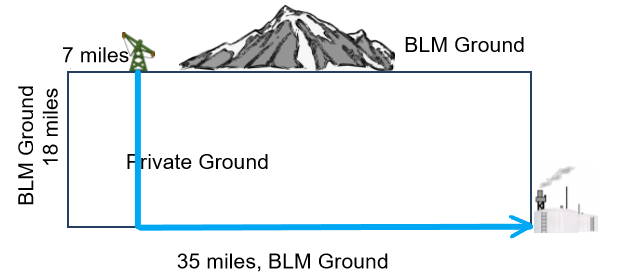 7 miles
BLM Ground
BLM Ground
18 miles
Private Ground
35 miles, BLM Ground